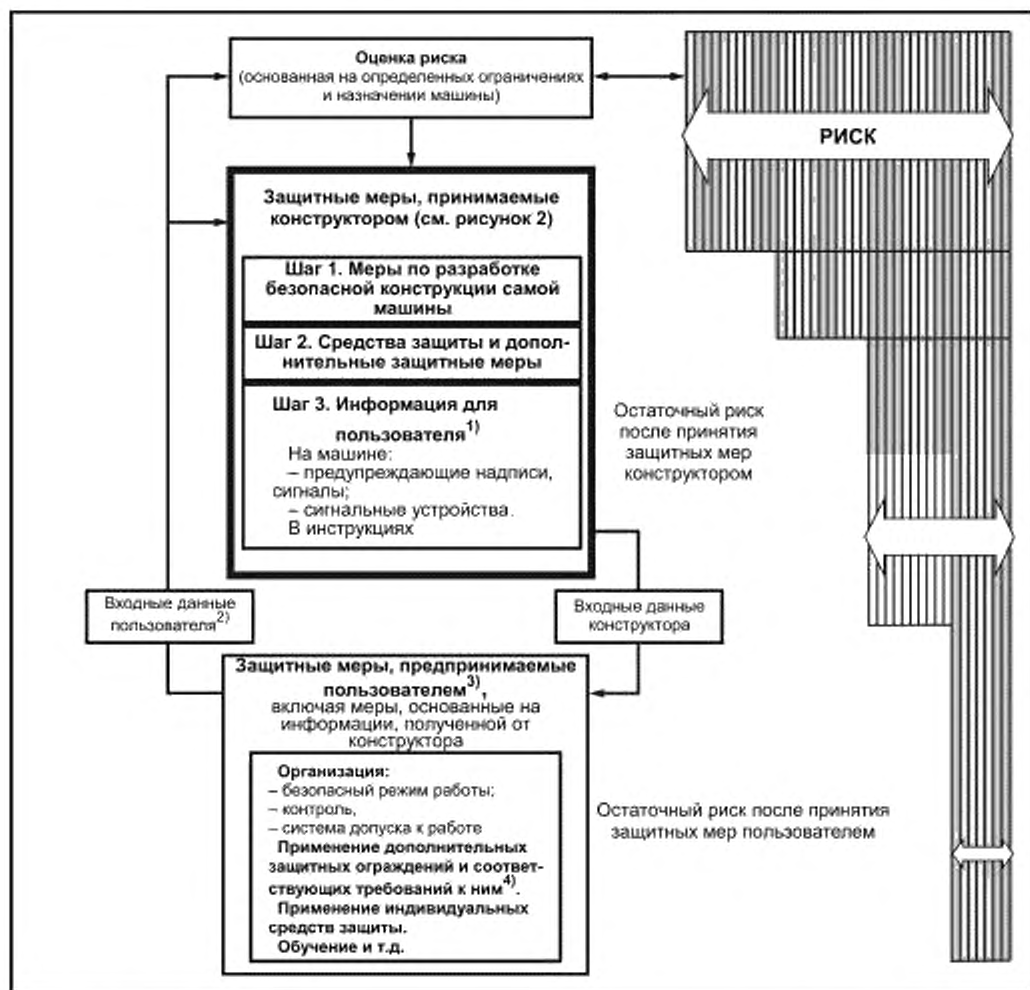 Оценка риска
(основанная на определенных ограничениях
и назначении машины)
РИСК
Защитные меры, принимаемые
конструктором (см. рисунок 2)
Шаг 1. Меры по разработке
безопасной конструкции самой
машины
Шаг 2. Средства защиты и допол-
нительные защитные меры
Шаг 3. Информация для
пользователя1)
На машине:
– предупреждающие надписи,
сигналы;
– сигнальные устройства.
В инструкциях
Остаточный риск
после принятия
защитных мер
конструктором
Входные данные
пользователя2)
Входные данные
конструктора
Защитные меры, предпринимаемые
пользователем3),
включая меры, основанные на
информации, полученной от
конструктора
Организация:
– безопасный режим работы;
– контроль,
– система допуска к работе
Применение дополнительных
защитных ограждений и соответ-
ствующих требований к ним4).
Применение индивидуальных
средств защиты.
Обучение и т.д.
Остаточный риск после принятия
защитных мер пользователем